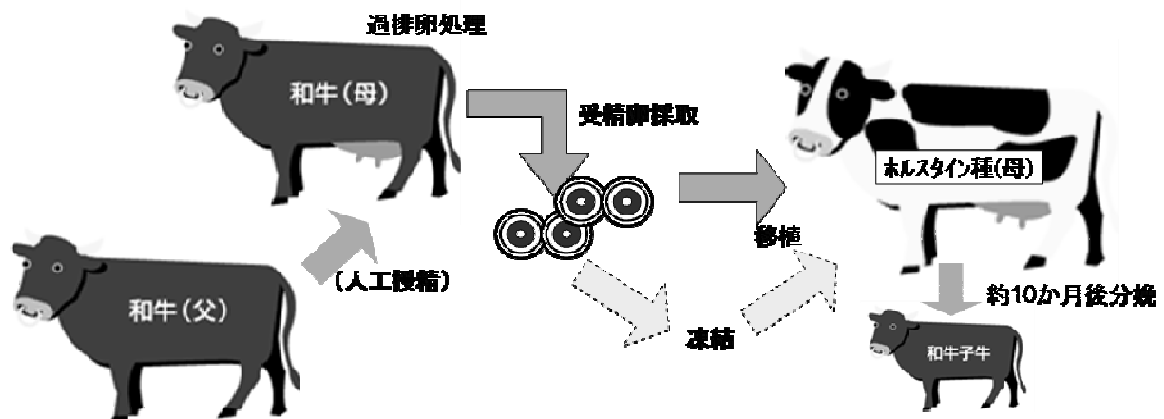 過排卵処理
和牛（母）
受精卵採取
ホルスタイン種(母)
移植
（人工授精）
和牛（父）
約10か月後分娩
凍結
和牛子牛